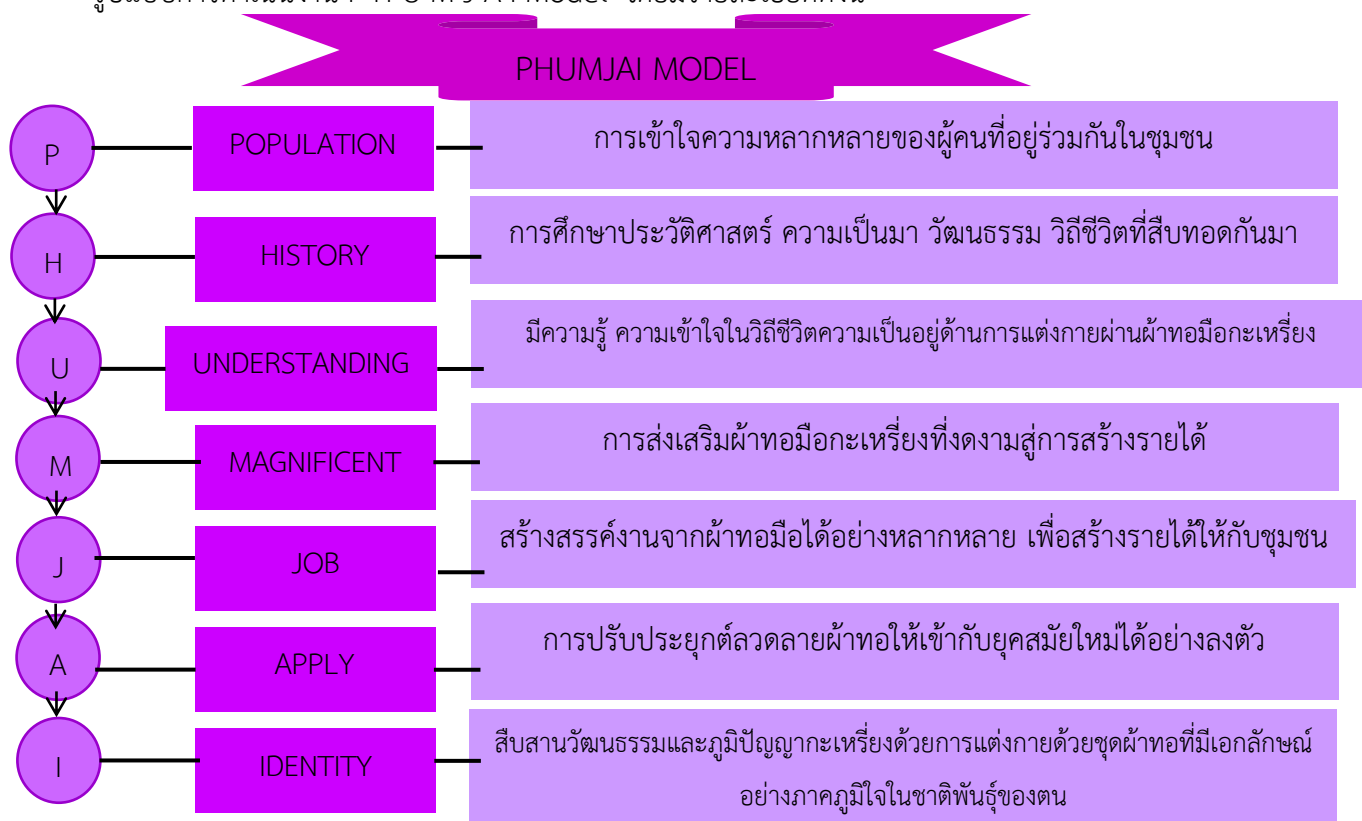 PHUMJAI MODEL
P
POPULATION
การเข้าใจความหลากหลายของผู้คนที่อยู่ร่วมกันในชุมชน
H
HISTORY
การศึกษาประวัติศาสตร์ ความเป็นมา วัฒนธรรม วิถีชีวิตที่สืบทอดกันมา
U
UNDERSTANDING
มีความรู้ ความเข้าใจในวิถีชีวิตความเป็นอยู่ด้านการแต่งกายผ่านผ้าทอมือกะเหรี่ยง
M
MAGNIFICENT
การส่งเสริมผ้าทอมือกะเหรี่ยงที่งดงามสู่การสร้างรายได้
J
JOB
สร้างสรรค์งานจากผ้าทอมือได้อย่างหลากหลาย เพื่อสร้างรายได้ให้กับชุมชน
A
APPLY
การปรับประยุกต์ลวดลายผ้าทอให้เข้ากับยุคสมัยใหม่ได้อย่างลงตัว
I
IDENTITY
สืบสานวัฒนธรรมและภูมิปัญญากะเหรี่ยงด้วยการแต่งกายด้วยชุดผ้าทอที่มีเอกลักษณ์
อย่างภาคภูมิใจในชาติพันธุ์ของตน